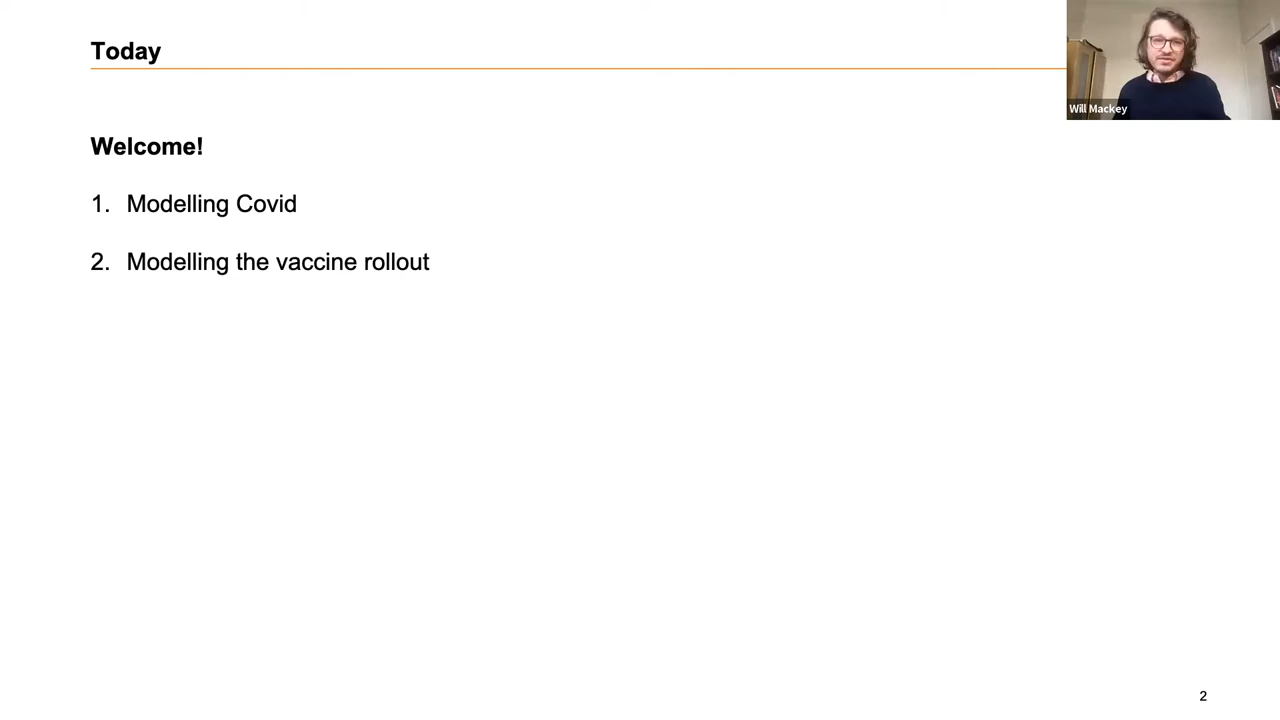 Today
Will Mackey
Welcome!
1. Modelling Covid
2. Modelling the vaccine rollout
2